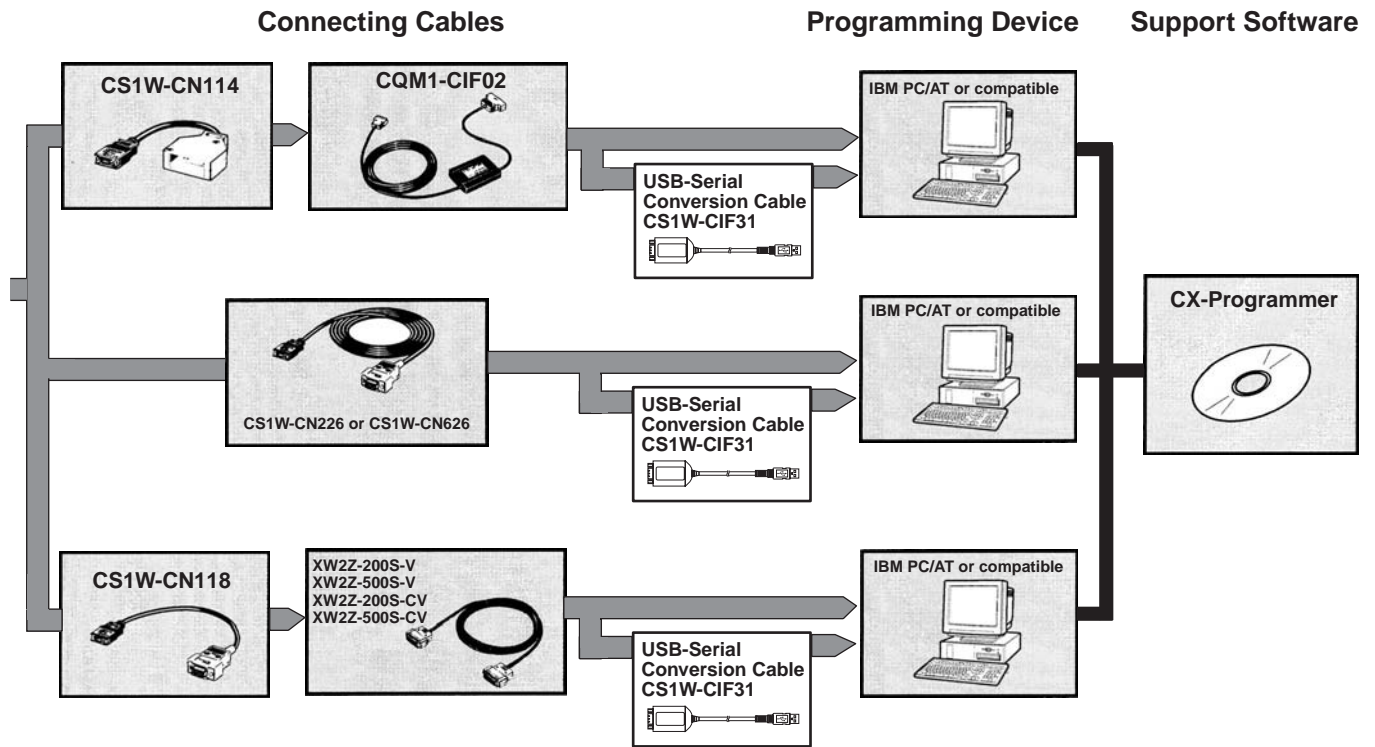 Connecting Cables
Programming Device
Support Software
CS1W-CN114
CQM1-CIF02
IBM PC/AT or compatible
USB-Serial
Conversion Cable
CS1W-CIF31
CS1W-CN226 or CS1W-CN626
IBM PC/AT or compatible
USB-Serial
Conversion Cable
CS1W-CIF31
CX-Programmer
CS1W-CN118
XW2Z-200S-V
XW2Z-500S-V
XW2Z-200S-CV
XW2Z-500S-CV
IBM PC/AT or compatible
USB-Serial
Conversion Cable
CS1W-CIF31